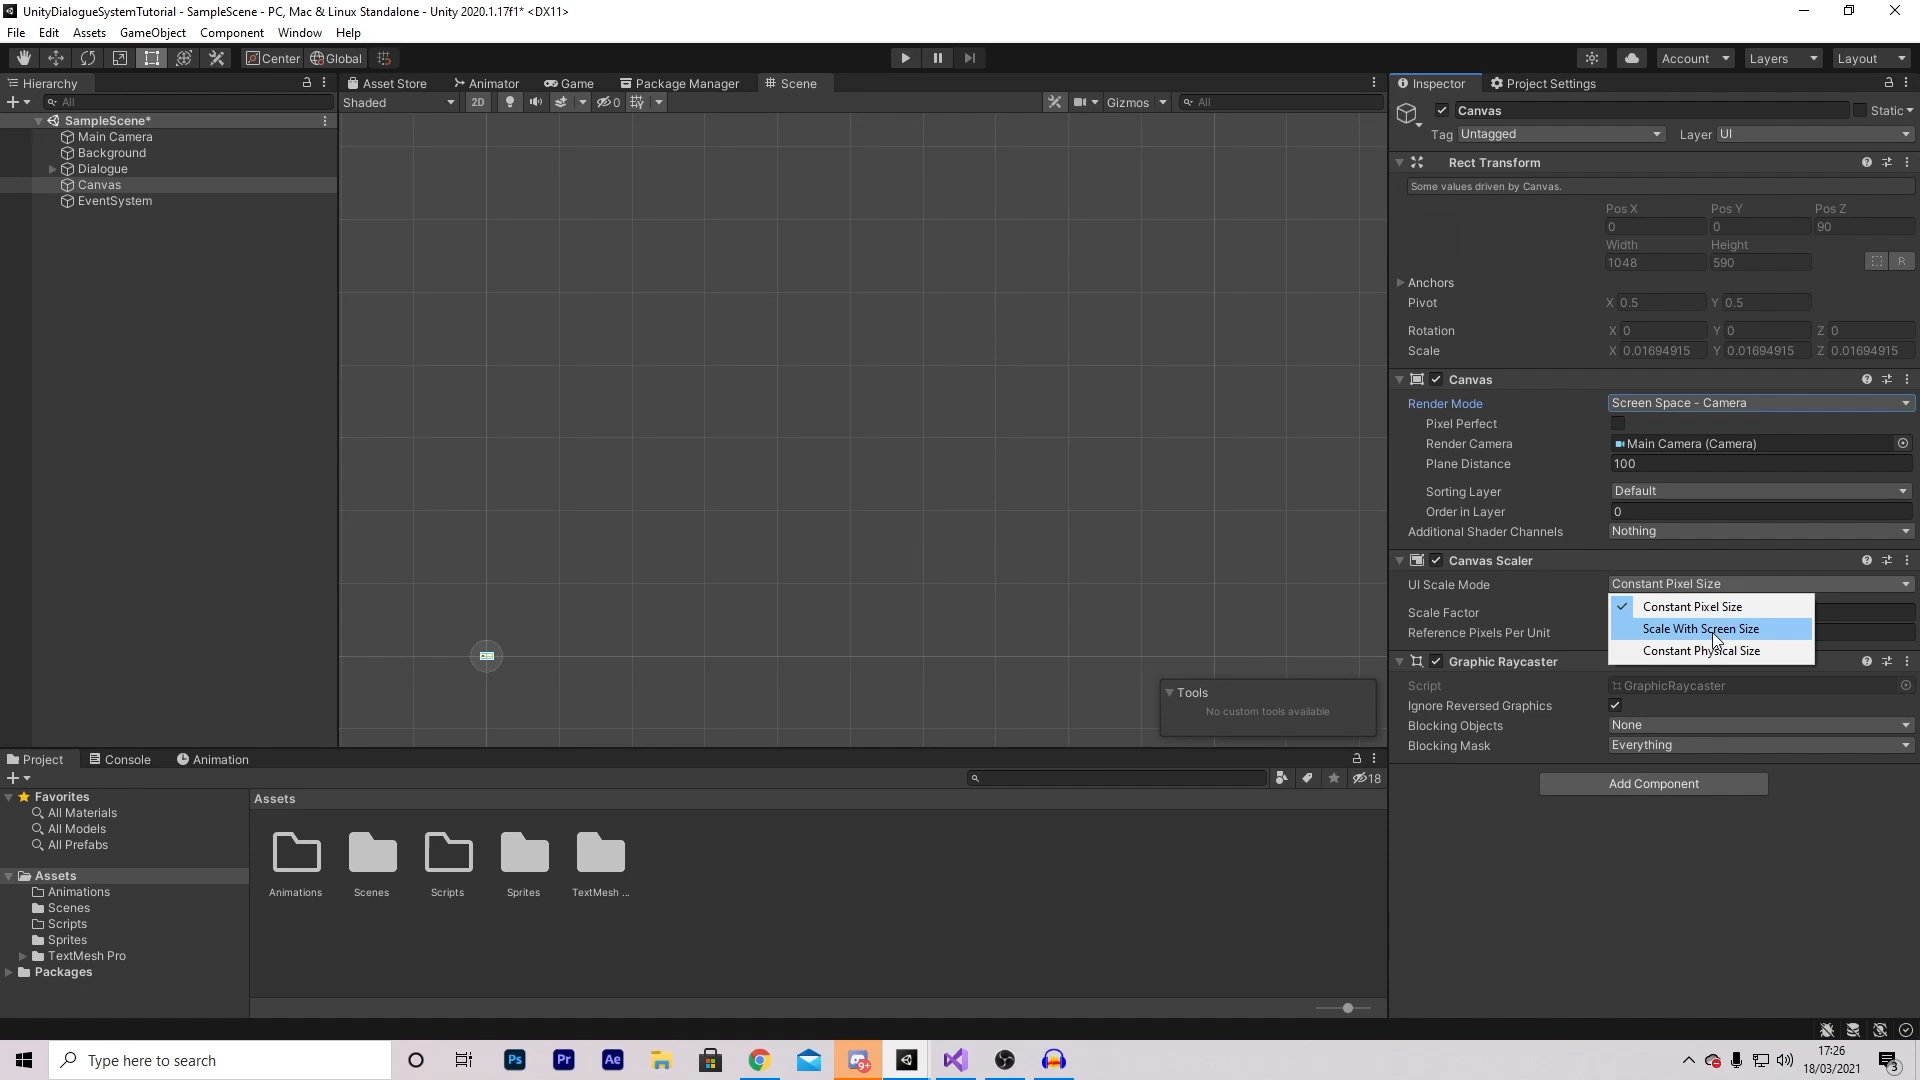 UnityDialogueSystemTutorial - SampleScene - PC, Mac & Linux Standalone - Unity 2020.1.17f1* <DX11>
File Edit Assets GameObject Component Window Help
Center Global Account Layers Layout
Hierarchy
All
SampleScene*
Main Camera
Background
Dialogue
Canvas
EventSystem
Asset Store Animator Game Package Manager Scene
Shaded 2D 0 Gizmos All
Tools
No custom tools available
Inspector Project Settings
Canvas Static
Tag Untagged Layer UI
Rect Transform
Some values driven by Canvas.
Pos X Pos Y Pos Z
0 0 90
Width Height
1048 590 R
Anchors
Pivot X 0.5 Y 0.5
Rotation X 0 Y 0 Z 0
Scale X 0.01694915 Y 0.01694915 Z 0.01694915
Canvas
Render Mode Screen Space - Camera
Pixel Perfect
Render Camera Main Camera (Camera)
Plane Distance 100
Sorting Layer Default
Order in Layer 0
Additional Shader Channels Nothing
Canvas Scaler
UI Scale Mode Constant Pixel Size
Constant Pixel Size
Scale With Screen Size
Constant Physical Size
Scale Factor
Reference Pixels Per Unit
Graphic Raycaster
Script GraphicRaycaster
Ignore Reversed Graphics
Blocking Objects None
Blocking Mask Everything
Add Component
Project Console Animation
18
Favorites
All Materials
All Models
All Prefabs
Assets
Animations
Scenes
Scripts
Sprites
TextMesh Pro
Packages
Assets
Animations Scenes Scripts Sprites TextMesh ...
Type here to search
Ps Pr Ae 9+
17:26
18/03/2021
3